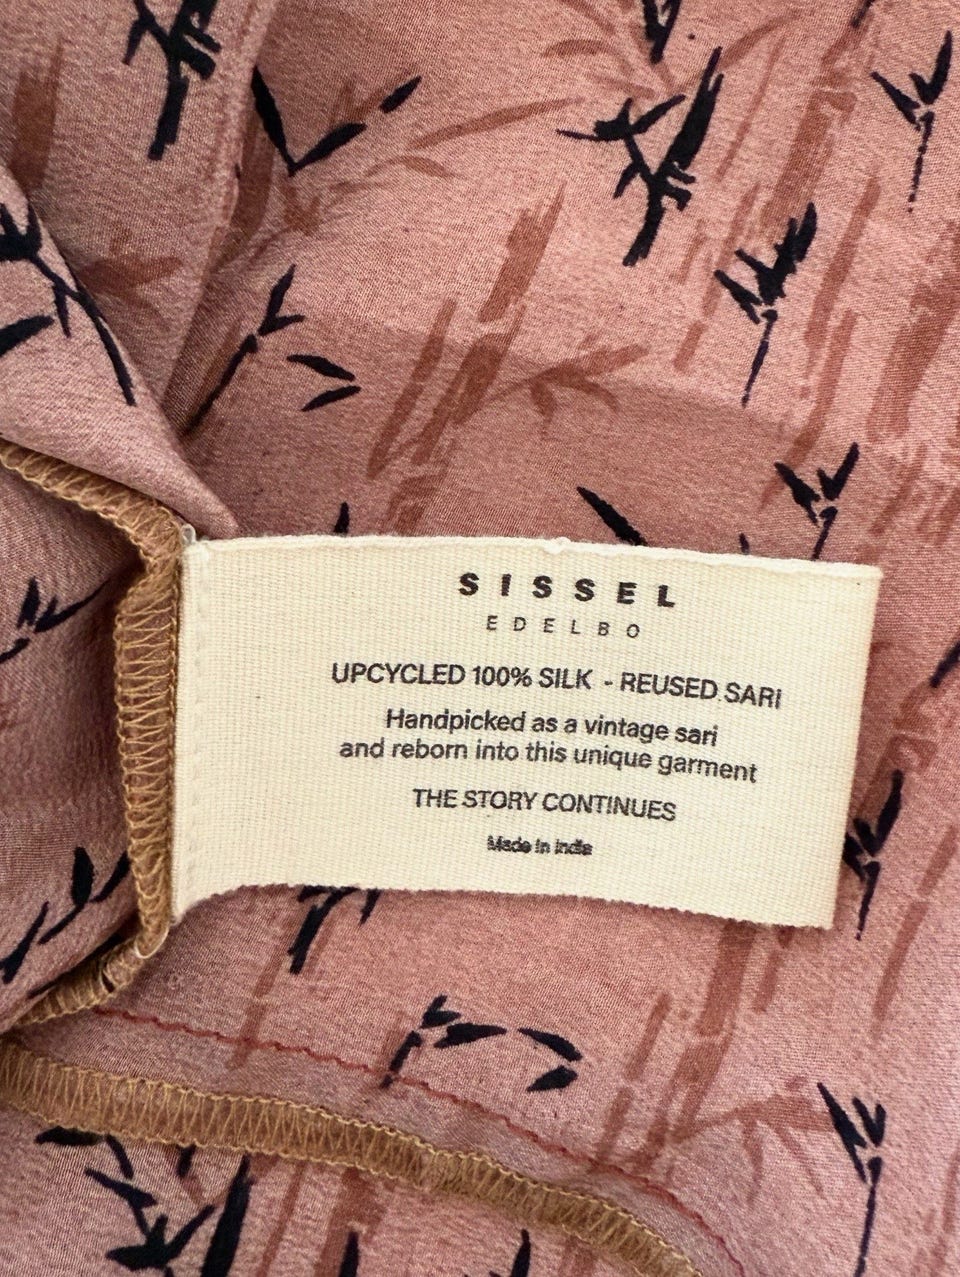 SISSEL
EDELBO
UPCYCLED 100% SILK - REUSED SARI
Handpicked as a vintage sari
and reborn into this unique garment
THE STORY CONTINUES
Made in India